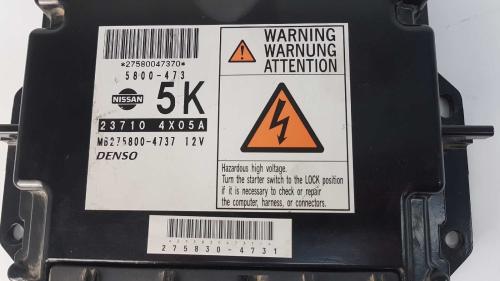 *27580047370*
5800-473
NISSAN
5K
23710 4X05A
MB275800-4737 12V
DENSO
WARNING
WARNUNG
ATTENTION
Hazardous high voltage.
Turn the starter switch to the LOCK position
if it is necessary to check or repair
the computer, harness, or connectors.
275830-4731